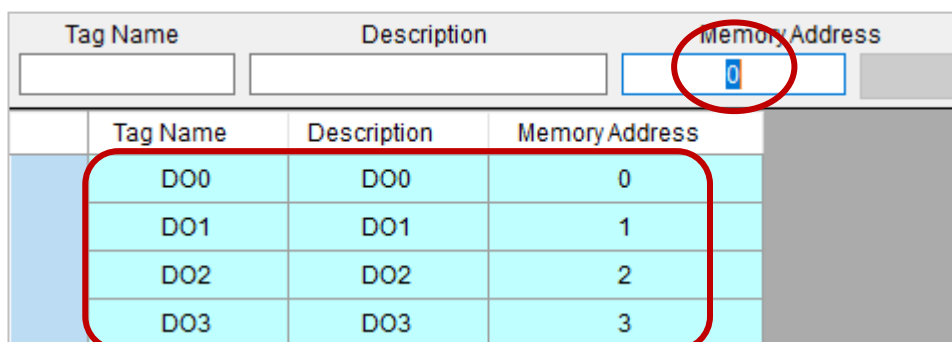 Tag Name Description Memory Address
0
Tag Name Description Memory Address
DO0 DO0 0
DO1 DO1 1
DO2 DO2 2
DO3 DO3 3